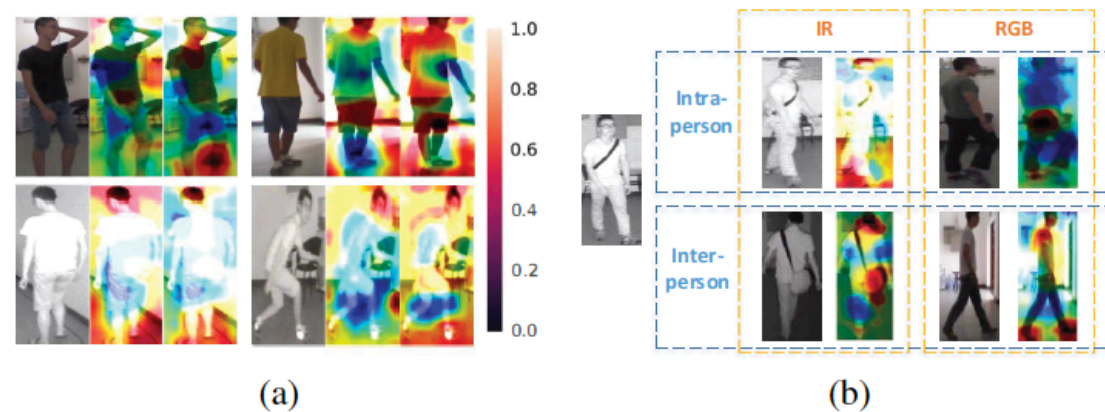 1.0
0.8
0.6
0.4
0.2
0.0
(a)
IR
RGB
Intra-
person
Inter-
person
(b)